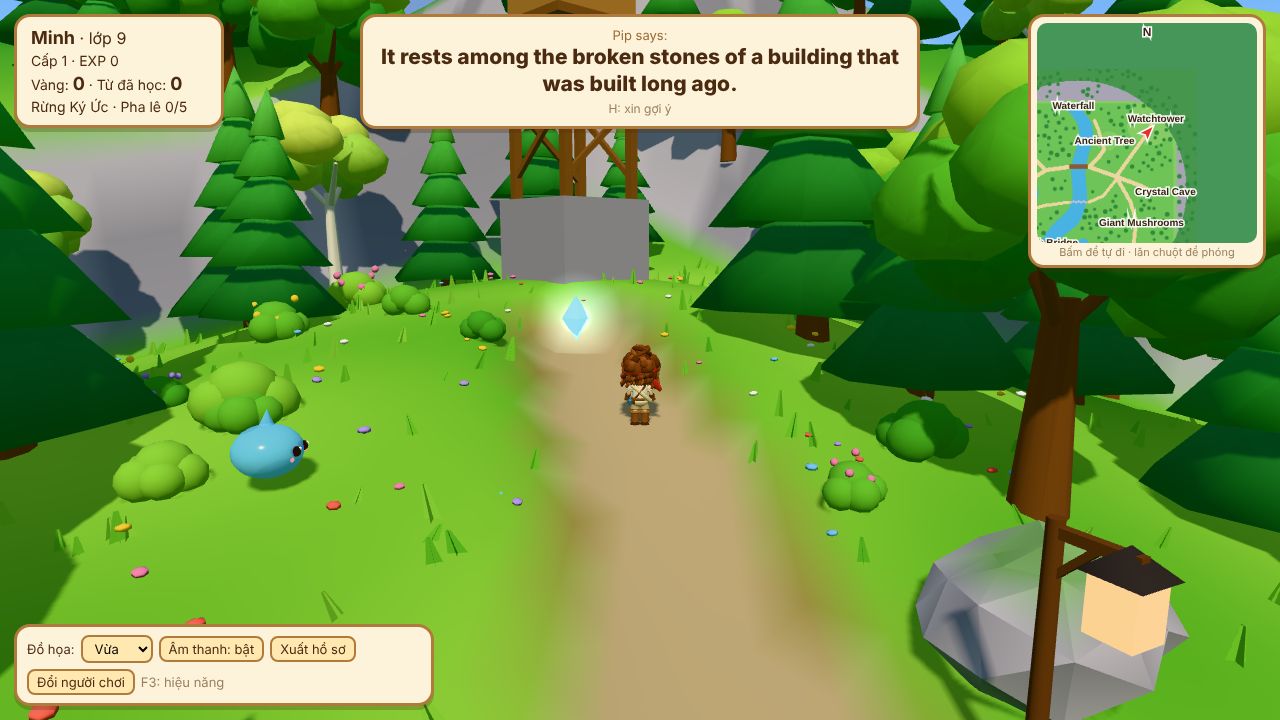 Minh · lớp 9
Cấp 1 · EXP 0
Vàng: 0 · Từ đã học: 0
Rừng Ký Ức · Pha lê 0/5
Pip says:
It rests among the broken stones of a building that
was built long ago.
H: xin gợi ý
N
Waterfall
Watchtower
Ancient Tree
Crystal Cave
Giant Mushrooms
Bridge
Bấm để tự đi · lăn chuột để phóng
Đồ họa: Vừa Âm thanh: bật Xuất hồ sơ
Đổi người chơi F3: hiệu năng